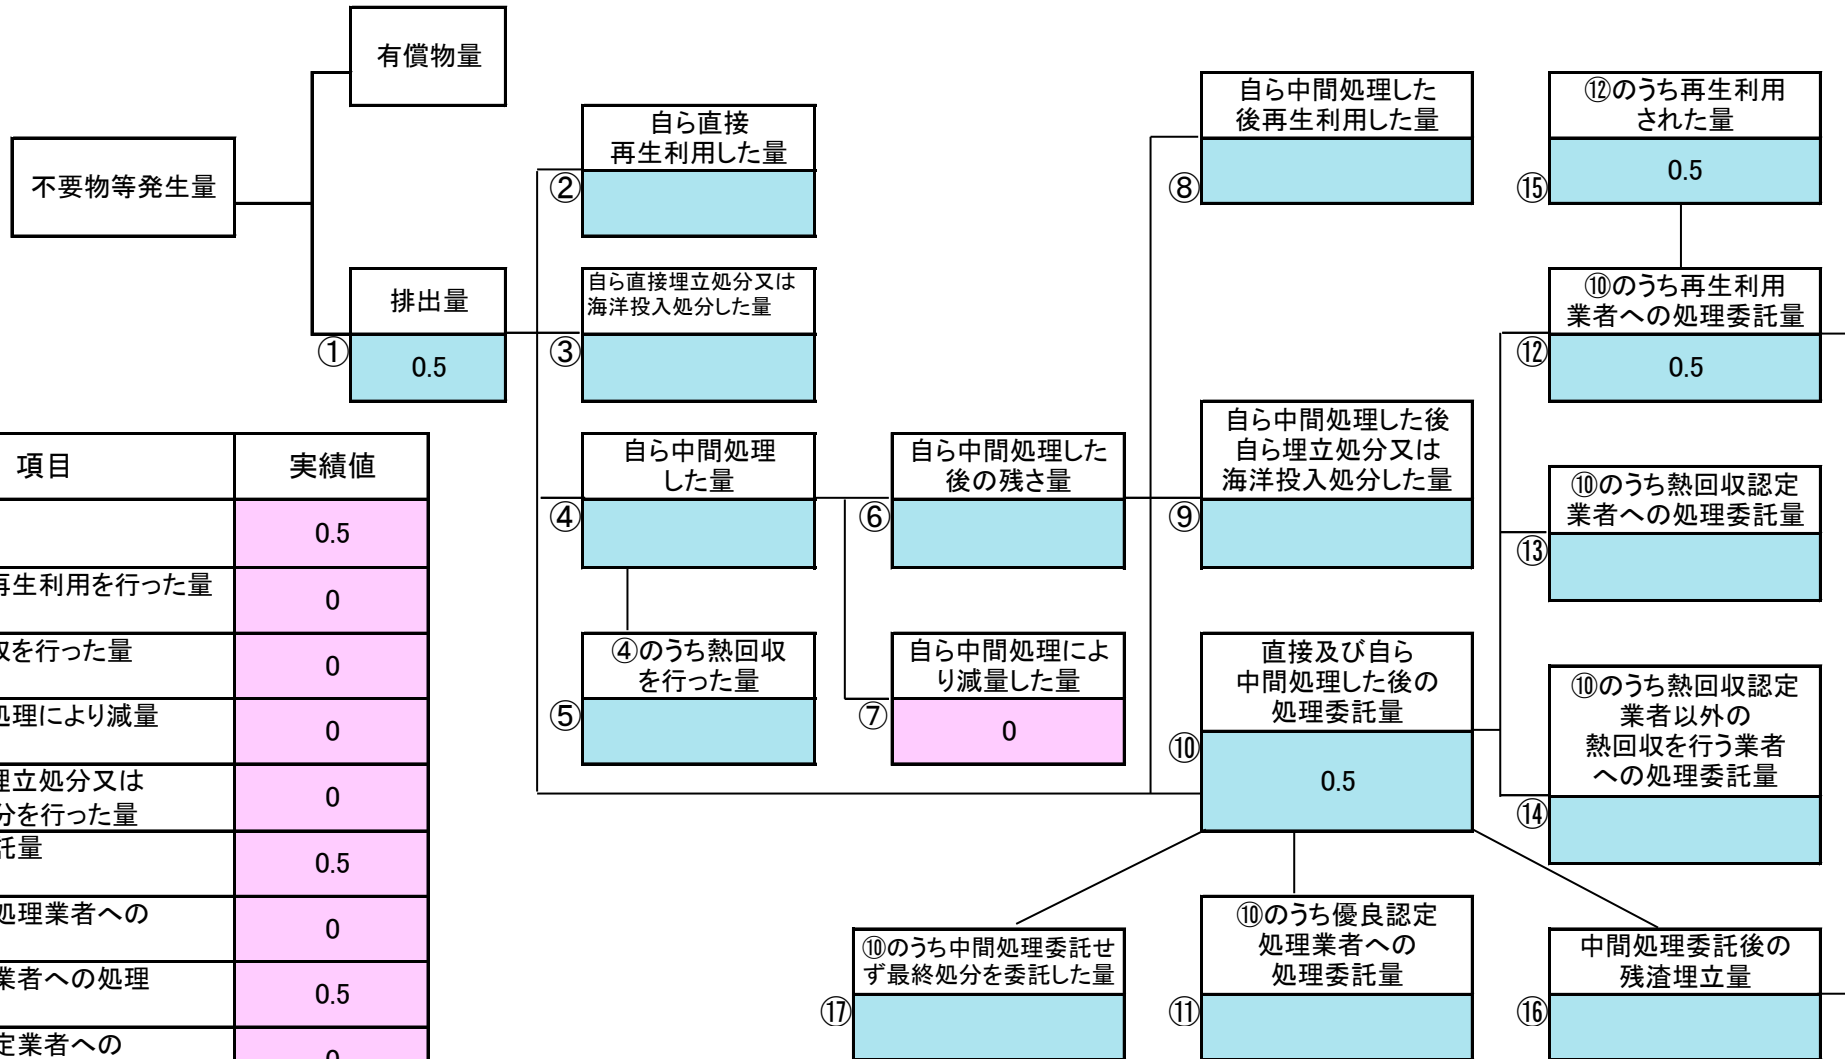 有償物量
不要物等発生量
排出量
①
0.5
自ら直接
再生利用した量
②
自ら直接埋立処分又は
海洋投入処分した量
③
自ら中間処理
した量
④
④のうち熱回収
を行った量
⑤
自ら中間処理した
後の残さ量
⑥
自ら中間処理によ
り減量した量
⑦
0
自ら中間処理した
後再生利用した量
⑧
自ら中間処理した後
自ら埋立処分又は
海洋投入処分した量
⑨
直接及び自ら
中間処理した後の
処理委託量
⑩
0.5
⑫のうち再生利用
された量
⑮
0.5
⑩のうち再生利用
業者への処理委託量
⑫
0.5
⑩のうち熱回収認定
業者への処理委託量
⑬
⑩のうち熱回収認定
業者以外の
熱回収を行う業者
への処理委託量
⑭
⑩のうち中間処理委託せ
ず最終処分を委託した量
⑰
⑩のうち優良認定
処理業者への
処理委託量
⑪
中間処理委託後の
残渣埋立量
⑯
項目
実績値
0.5
再生利用を行った量
0
収を行った量
0
処理により減量
0
埋立処分又は
分を行った量
0
託量
0.5
処理業者への
0
業者への処理
0.5
定業者への
0